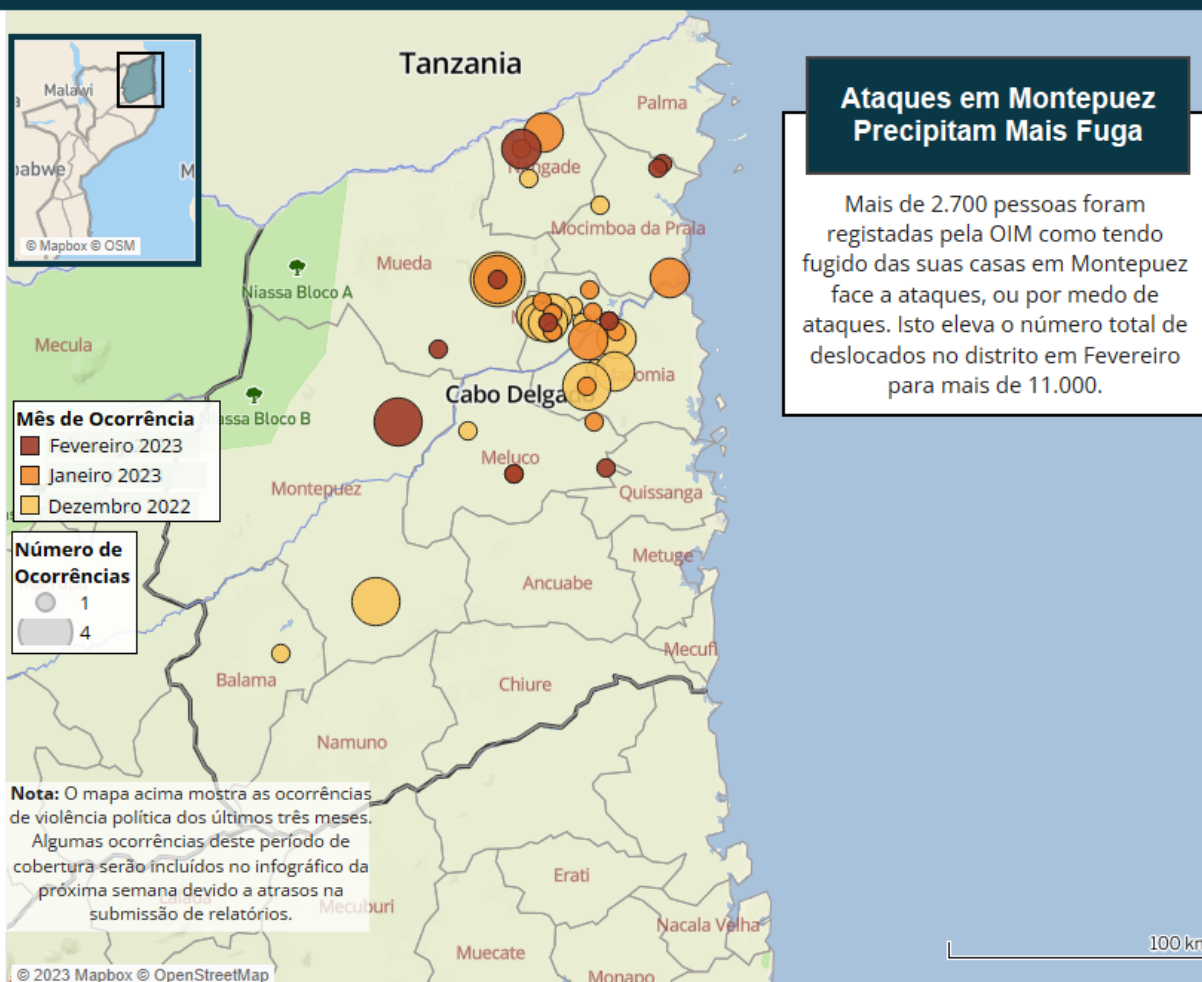 Tanzania
Malawi
© Mapbox © OSM
Palma
Mocimboa da Praia
Mueda
Niassa Bloco A
Mecula
Cabo Delgado
Niassa Bloco B
Meluco
Montepuez
Quissanga
Metuge
Ancuabe
Mecufi
Balama
Chiure
Namuno
Erati
Mecuburi
Nacala Velha
Muecate
Monapo
100 km
Ataques em Montepuez
Precipitam Mais Fuga
Mais de 2.700 pessoas foram
registadas pela OIM como tendo
fugido das suas casas em Montepuez
face a ataques, ou por medo de
ataques. Isto eleva o número total de
deslocados no distrito em Fevereiro
para mais de 11.000.
Mês de Ocorrência
Fevereiro 2023
Janeiro 2023
Dezembro 2022
Número de
Ocorrências
1
4
Nota: O mapa acima mostra as ocorrências
de violência política dos últimos três meses.
Algumas ocorrências deste período de
cobertura serão incluídos no infográfico da
próxima semana devido a atrasos na
submissão de relatórios.
© 2023 Mapbox © OpenStreetMap